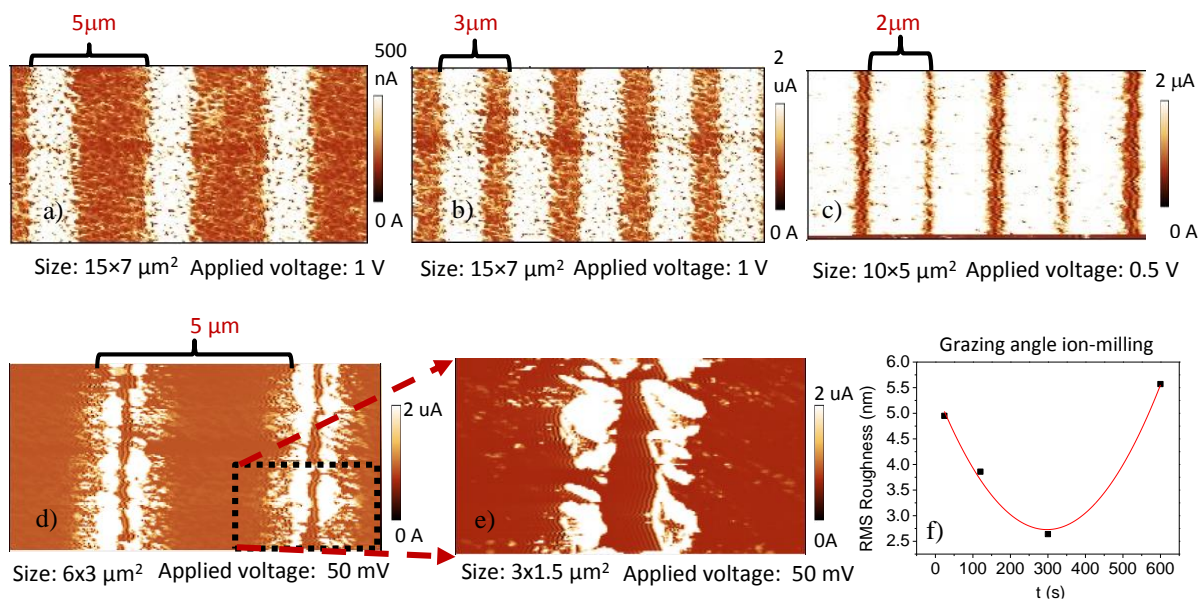 5μm
500
nA
0 A
a)
Size: 15×7 μm² Applied voltage: 1 V
3μm
2
uA
0 A
b)
Size: 15×7 μm² Applied voltage: 1 V
2μm
2 uA
0 A
c)
Size: 10×5 μm² Applied voltage: 0.5 V
5 μm
2 uA
0 A
d)
Size: 6x3 μm² Applied voltage: 50 mV
2 uA
0A
e)
Size: 3x1.5 μm² Applied voltage: 50 mV
Grazing angle ion-milling
RMS Roughness (nm)
6.0
5.5
5.0
4.5
4.0
3.5
3.0
2.5
f)
0 100 200 300 400 500 600
t (s)